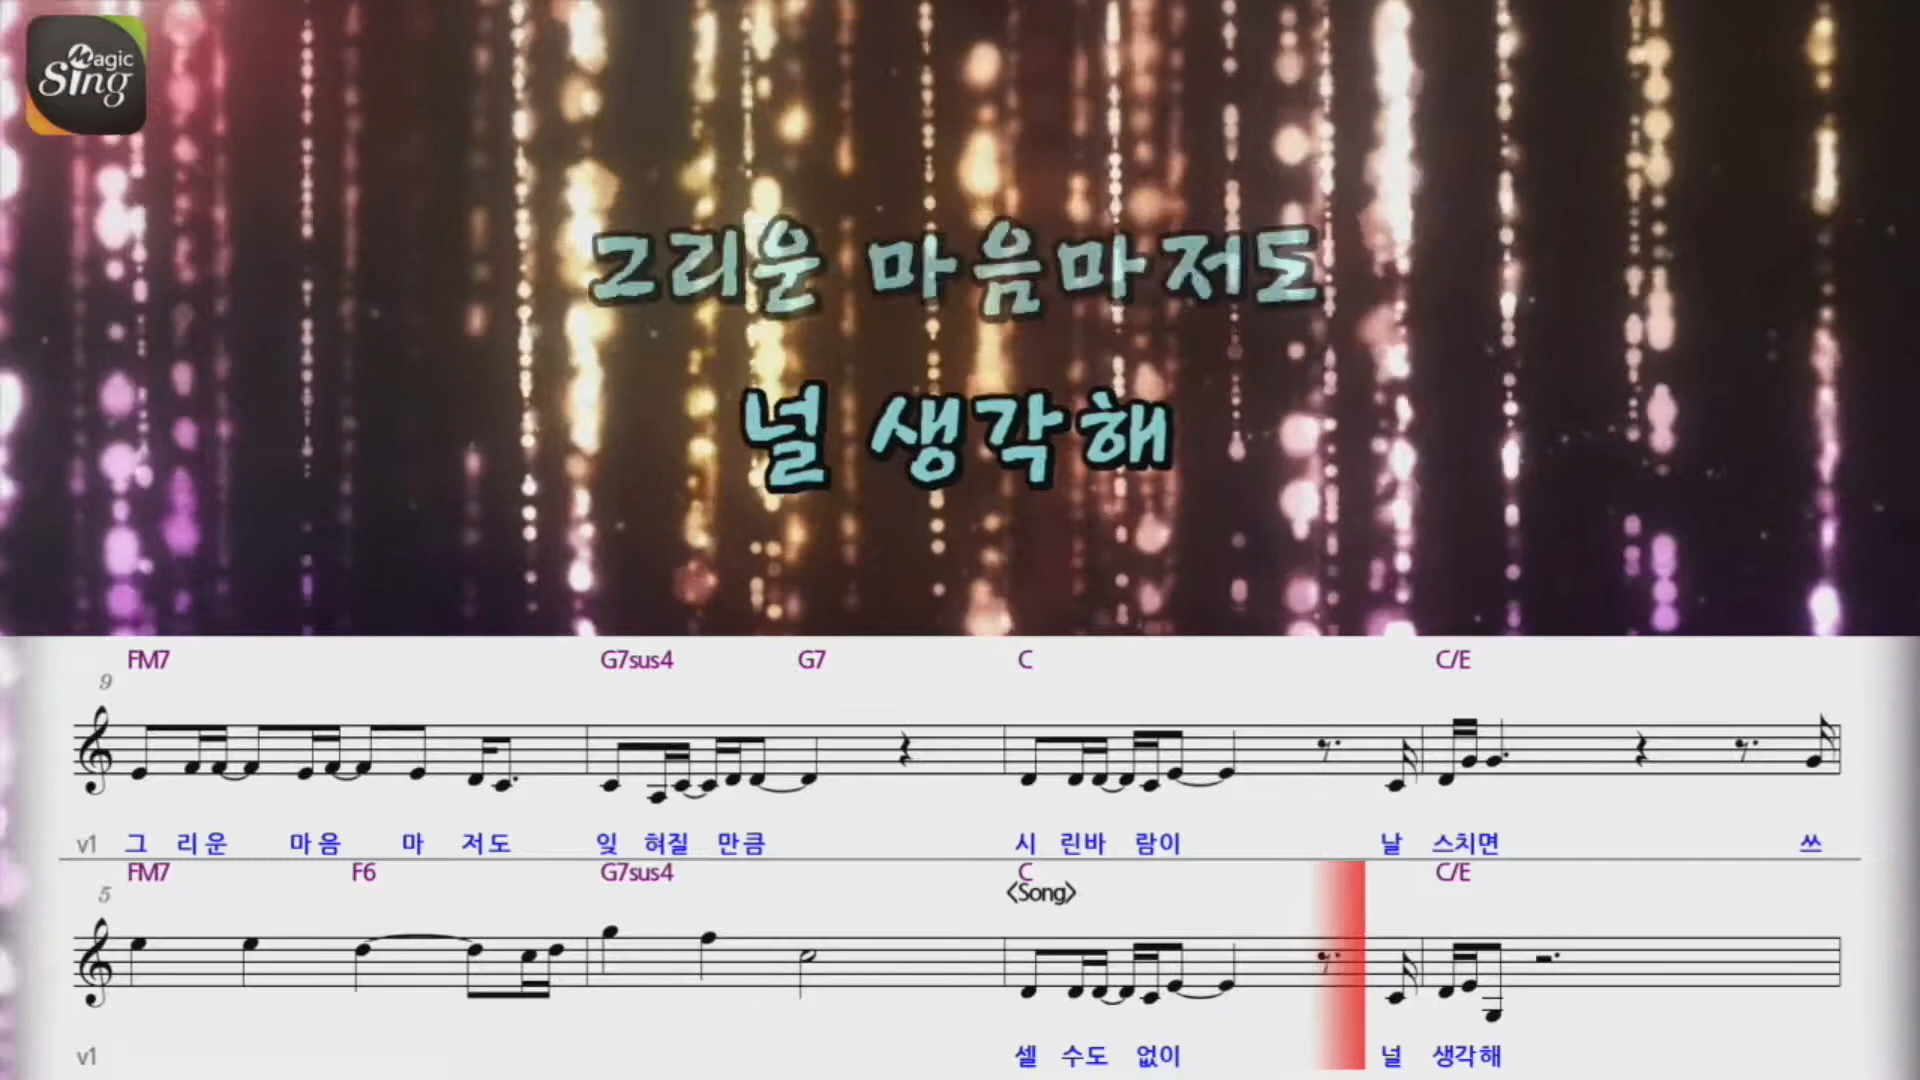 Magic
Sing
그리운 마음마저도
널 생각해
FM7 G7sus4 G7 C C/E
9
v1 그 리운 마음 마 저도 잊 혀질 만큼 시 린바 람이 날 스치면 쓰
FM7 F6 G7sus4 C C/E
5 <Song>
v1 셀 수도 없이 널 생각해